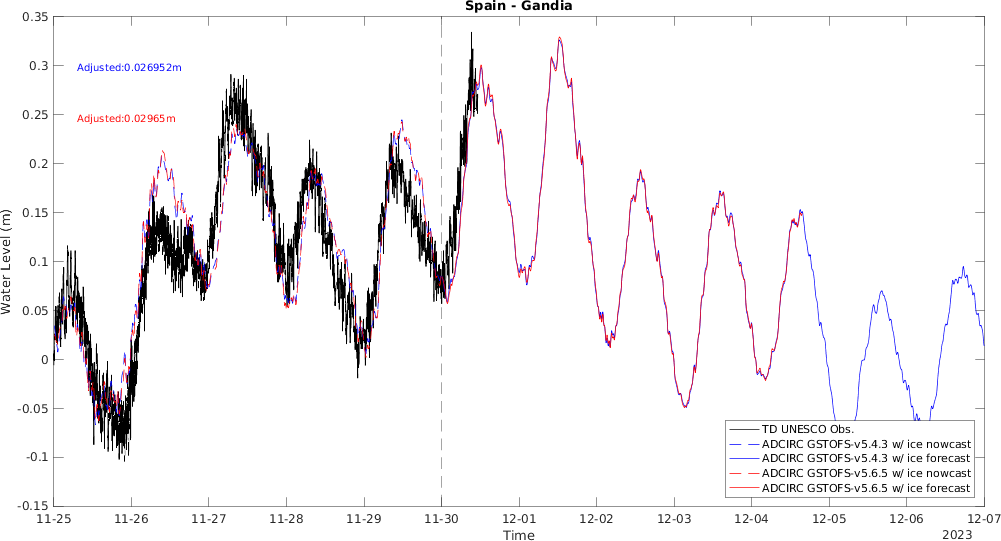 Spain - Gandia
0.35
0.3
0.25
0.2
0.15
0.1
0.05
0
-0.05
-0.1
-0.15
Water Level (m)
Adjusted:0.026952m
Adjusted:0.02965m
TD UNESCO Obs.
ADCIRC GSTOFS-v5.4.3 w/ ice nowcast
ADCIRC GSTOFS-v5.4.3 w/ ice forecast
ADCIRC GSTOFS-v5.6.5 w/ ice nowcast
ADCIRC GSTOFS-v5.6.5 w/ ice forecast
11-25 11-26 11-27 11-28 11-29 11-30 12-01 12-02 12-03 12-04 12-05 12-06 12-07
Time
2023